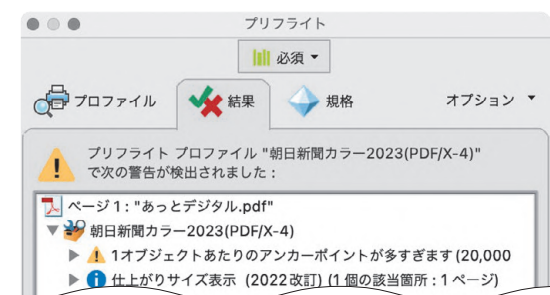 プリフライト
必須
プロファイル 結果 規格 オプション
プリフライト プロファイル "朝日新聞カラー2023(PDF/X-4)"
で次の警告が検出されました：
ページ 1："あっとデジタル.pdf"
朝日新聞カラー2023(PDF/X-4)
1オブジェクトあたりのアンカーポイントが多すぎます(20,000
仕上がりサイズ表示（2022改訂）(1 個の該当箇所：1 ページ)